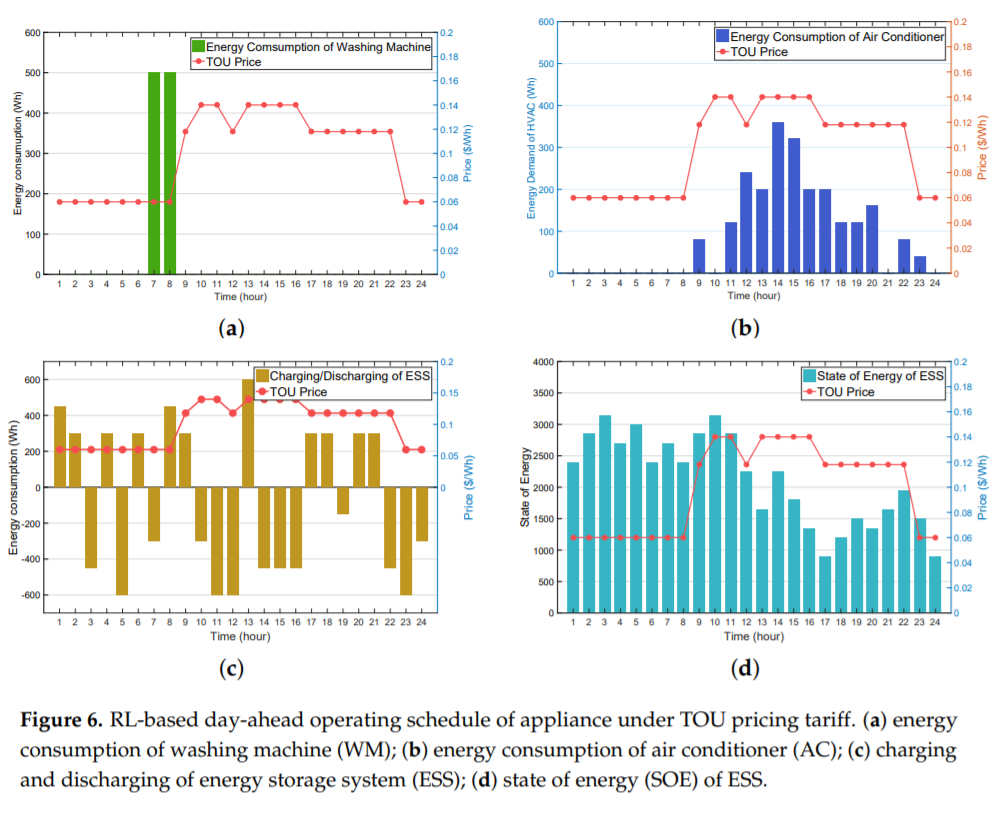 600
500
400
300
200
100
0
Energy consumuption (Wh)
Energy Comsumption of Washing Machine
TOU Price
0.2
0.18
0.16
0.14
0.12
0.1
0.08
0.06
0.04
0.02
0
Price ($/Wh)
1 2 3 4 5 6 7 8 9 10 11 12 13 14 15 16 17 18 19 20 21 22 23 24
Time (hour)
(a)
600
500
400
300
200
100
0
Energy Demand of HVAC (Wh)
Energy Consumption of Air Conditioner
TOU Price
0.2
0.18
0.16
0.14
0.12
0.1
0.08
0.06
0.04
0.02
0
Price ($/Wh)
1 2 3 4 5 6 7 8 9 10 11 12 13 14 15 16 17 18 19 20 21 22 23 24
Time (hour)
(b)
600
400
200
0
-200
-400
-600
Energy consumption (Wh)
Charging/Discharging of ESS
TOU Price
0.2
0.15
0.1
0.05
0
Price ($/Wh)
1 2 3 4 5 6 7 8 9 10 11 12 13 14 15 16 17 18 19 20 21 22 23 24
Time (hour)
(c)
4000
3500
3000
2500
2000
1500
1000
500
0
State of Energy
State of Energy of ESS
TOU Price
0.2
0.18
0.16
0.14
0.12
0.1
0.08
0.06
0.04
0.02
0
Price ($/Wh)
1 2 3 4 5 6 7 8 9 10 11 12 13 14 15 16 17 18 19 20 21 22 23 24
Time (hour)
(d)
Figure 6. RL-based day-ahead operating schedule of appliance under TOU pricing tariff. (a) energy
consumption of washing machine (WM); (b) energy consumption of air conditioner (AC); (c) charging
and discharging of energy storage system (ESS); (d) state of energy (SOE) of ESS.